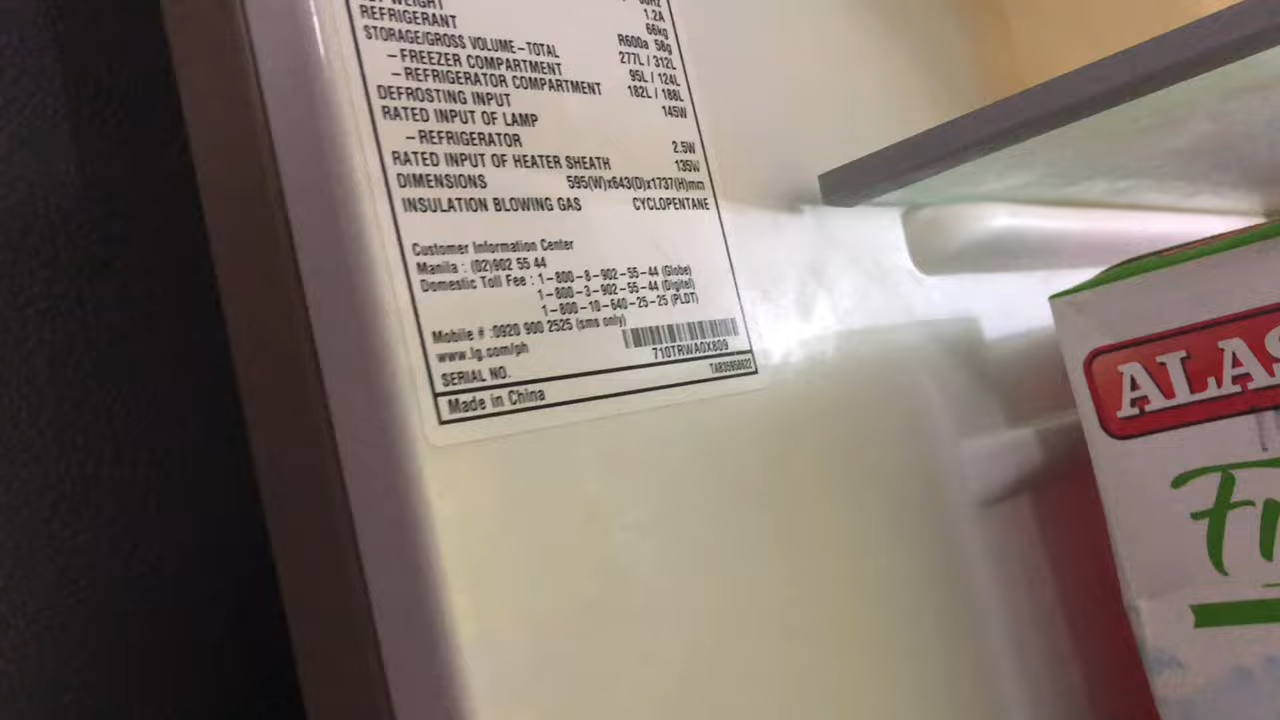 WEIGHT 60Hz
REFRIGERANT 1.2A
66kg
STORAGE/GROSS VOLUME-TOTAL R600a 58g
-FREEZER COMPARTMENT 277L / 312L
-REFRIGERATOR COMPARTMENT 95L / 124L
DEFROSTING INPUT 182L / 188L
RATED INPUT OF LAMP 145W
-REFRIGERATOR 2.5W
RATED INPUT OF HEATER SHEATH 135W
DIMENSIONS 595(W)x643(D)x1737(H)mm
INSULATION BLOWING GAS CYCLOPENTANE
Customer Information Center
Manila : (02)902 55 44
Domestic Toll Fee : 1-800-8-902-55-44 (Globe)
1-800-3-902-55-44 (Digitel)
1-800-10-640-25-25 (PLDT)
Mobile # :0920 900 2525 (sms only)
www.lg.com/ph
SERIAL NO. 710TRWA0X809
Made in China
ALAS
Fr